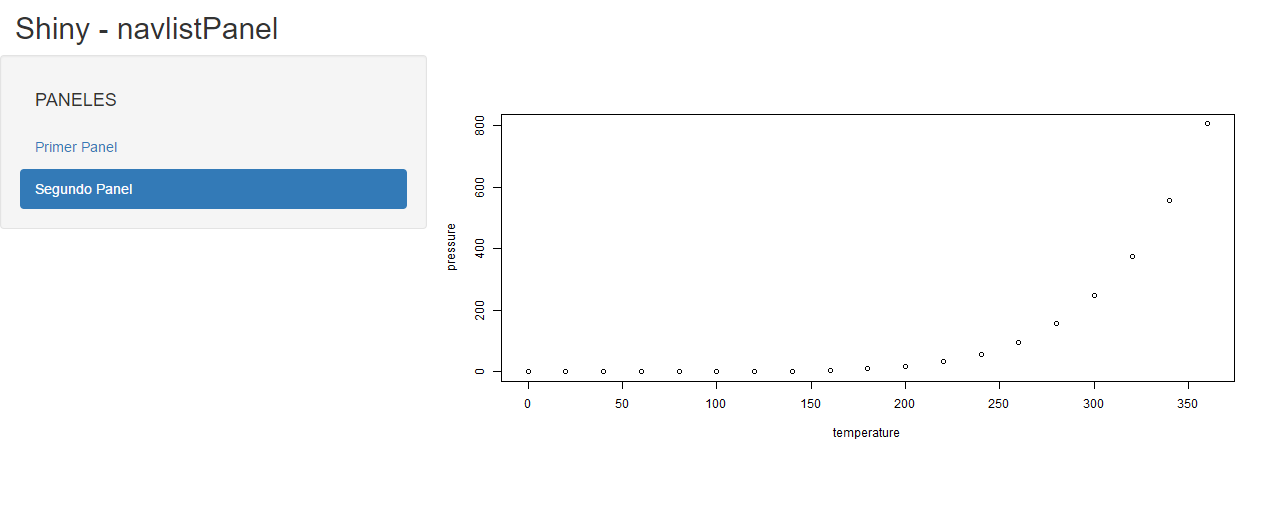 Shiny - navlistPanel
PANELES
Primer Panel
Segundo Panel
pressure
800
600
400
200
0
0 50 100 150 200 250 300 350
temperature